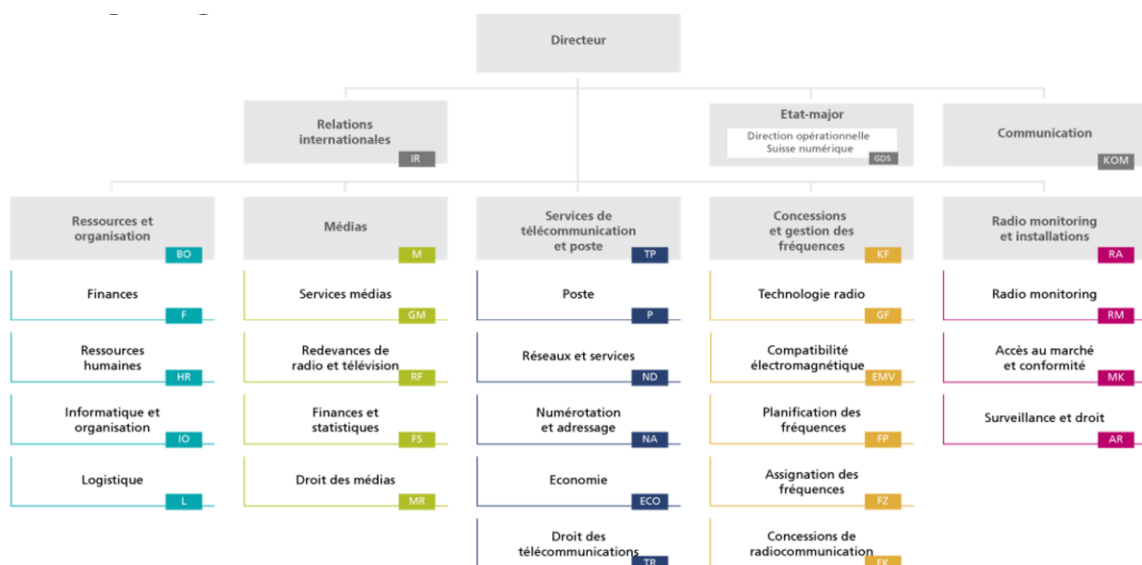 Directeur
Relations
internationales
IR
Etat-major
Direction opérationnelle
Suisse numérique
GDS
Communication
KOM
Ressources et
organisation
BO
Finances
F
Ressources
humaines
HR
Informatique et
organisation
IO
Logistique
L
Médias
M
Services médias
GM
Redevances de
radio et télévision
RF
Finances et
statistiques
FS
Droit des médias
MR
Services de
télécommunication
et poste
TP
Poste
P
Réseaux et services
ND
Numérotation
et adressage
NA
Economie
ECO
Droit des
télécommunications
TR
Concessions
et gestion des
fréquences
KF
Technologie radio
GF
Compatibilité
électromagnétique
EMV
Planification des
fréquences
FP
Assignation des
fréquences
FZ
Concessions de
radiocommunication
Radio monitoring
et installations
RA
Radio monitoring
RM
Accès au marché
et conformité
MK
Surveillance et droit
AR